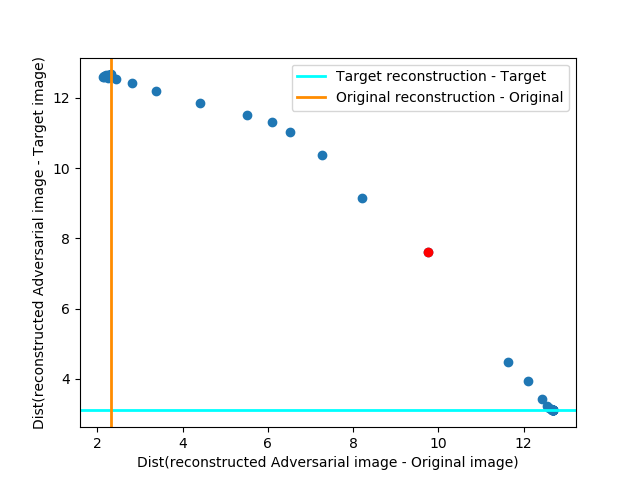 Target reconstruction - Target
Original reconstruction - Original
Dist(reconstructed Adversarial image - Target image)
12
10
8
6
4
2
4
6
8
10
12
Dist(reconstructed Adversarial image - Original image)